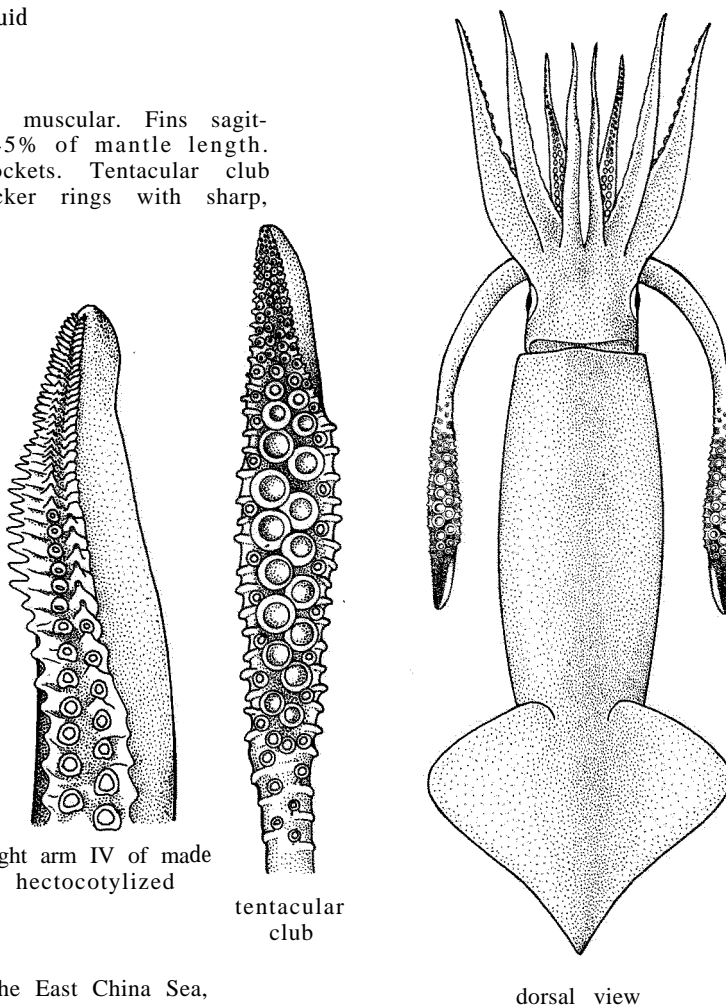 uid
muscular. Fins sagit-
5% of mantle length.
ockets. Tentacular club
cker rings with sharp,
ght arm IV of made
hectocotylized
tentacular
club
he East China Sea,
dorsal view